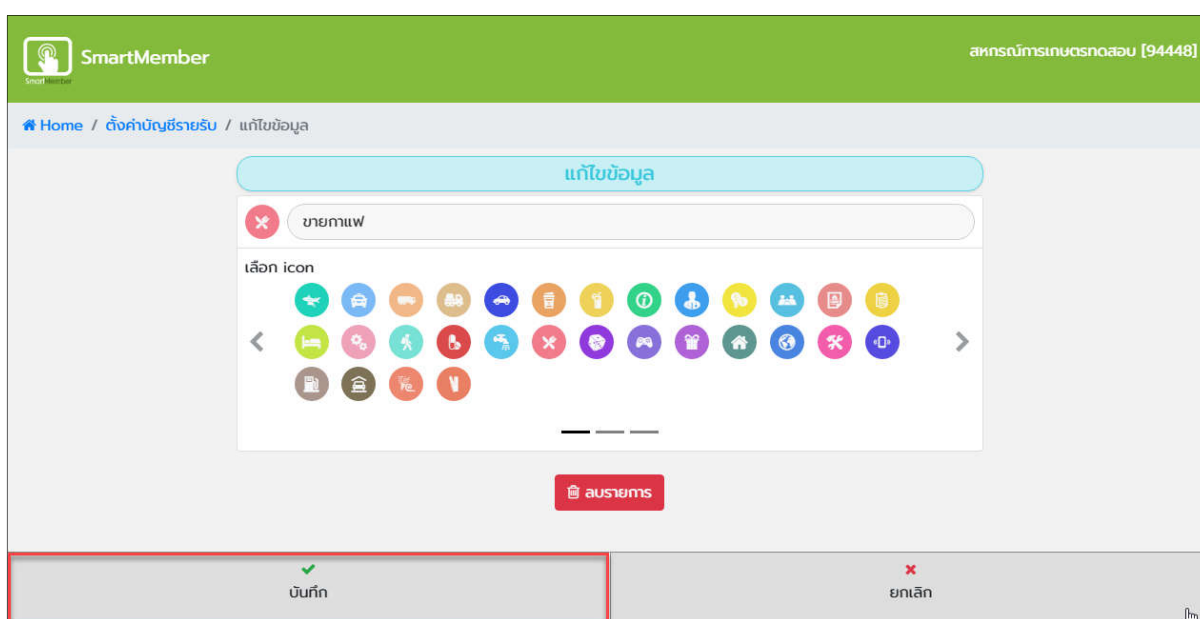 SmartMember
SmartMember
สหกรณ์การเกษตรทดสอบ [94448]
Home / ตั้งค่าบัญชีรายรับ / แก้ไขข้อมูล
แก้ไขข้อมูล
ขายกาแฟ
เลือก icon
ลบรายการ
บันทึก
ยกเลิก